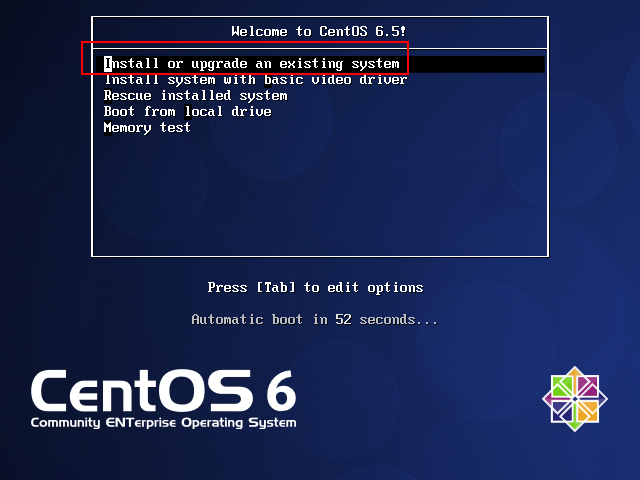 Welcome to CentOS 6.5!
Install or upgrade an existing system
Install system with basic video driver
Rescue installed system
Boot from local drive
Memory test
Press [Tab] to edit options
Automatic boot in 52 seconds...
CentOS 6
Community ENTerprise Operating System